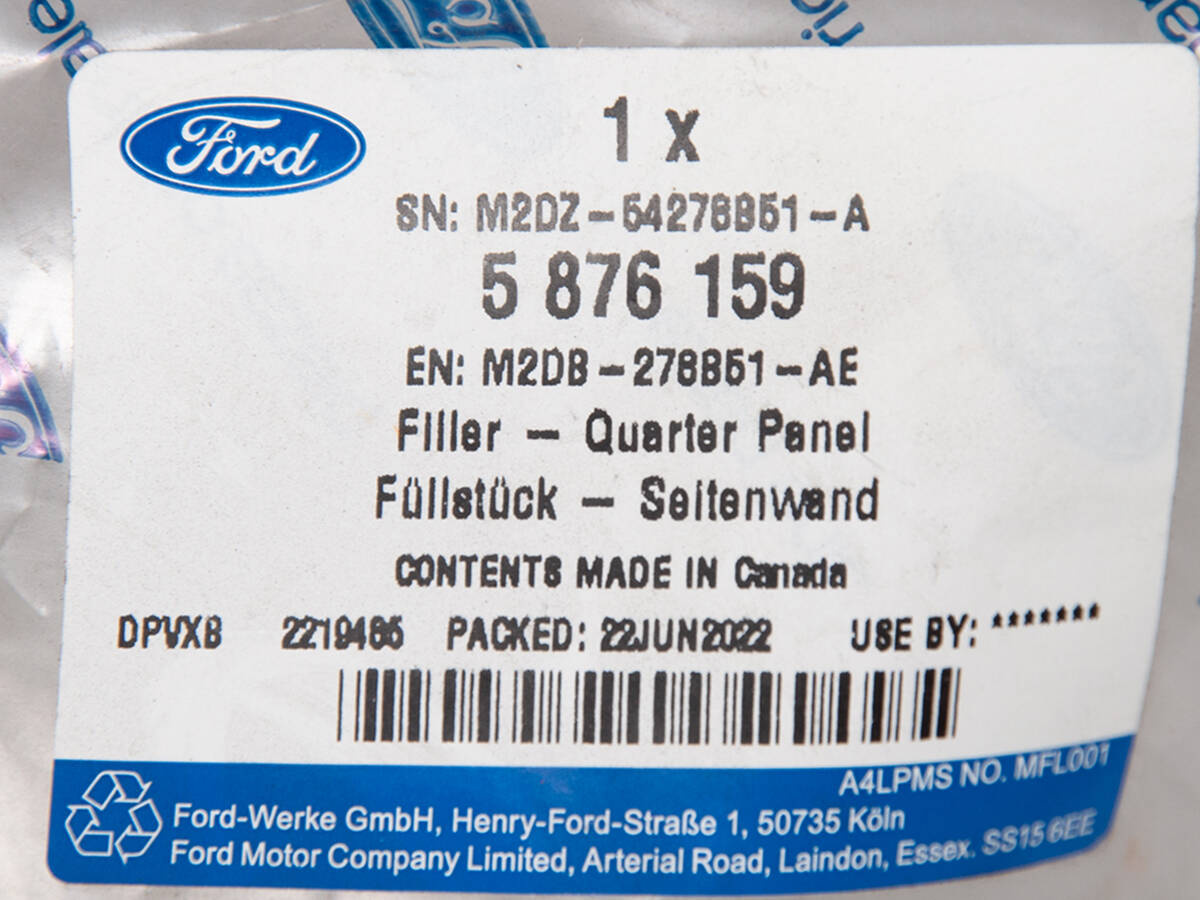 Ford
1 x
SN: M2DZ-54278B51-A
5 876 159
EN: M2DB-278B51-AE
Filler - Quarter Panel
Füllstück - Seitenwand
CONTENTS MADE IN Canada
DPVXB 2219465 PACKED: 22JUN2022 USE BY: *******
A4LPMS NO. MFL001
Ford-Werke GmbH, Henry-Ford-Straße 1, 50735 Köln
Ford Motor Company Limited, Arterial Road, Laindon, Essex. SS15 6EE